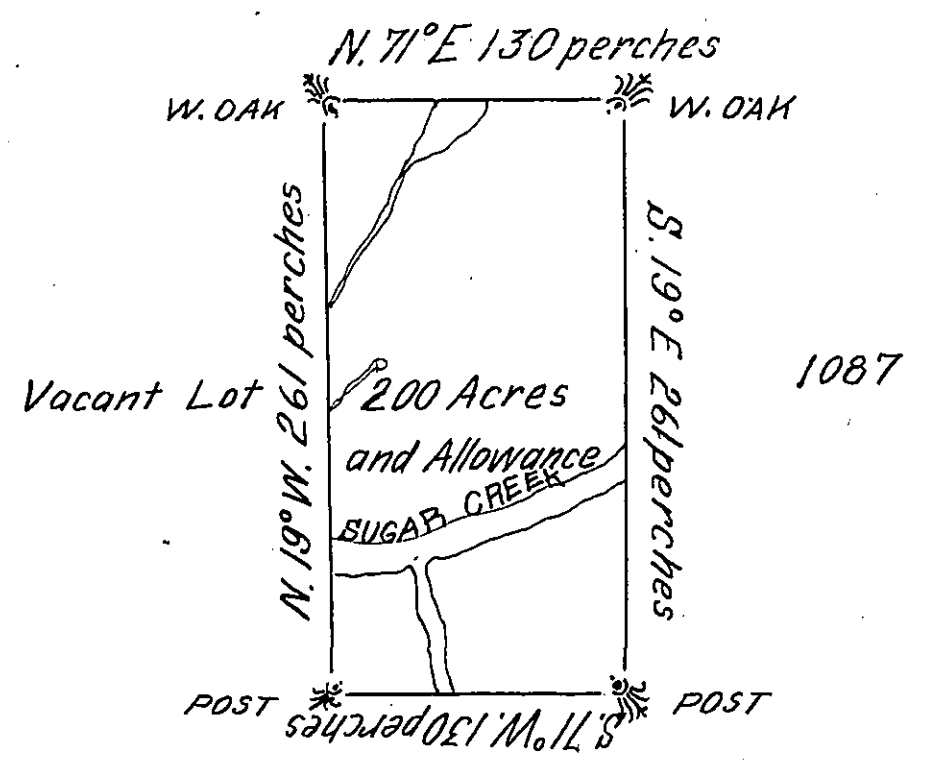 N. 71° E 130 perches
W. OAK
W. OAK
N. 19° W. 261 perches
S. 19° E 261 perches
1087
Vacant Lot
200 Acres
and Allowance
SUGAR CREEK
POST
POST
S. 71° W. 130 perches